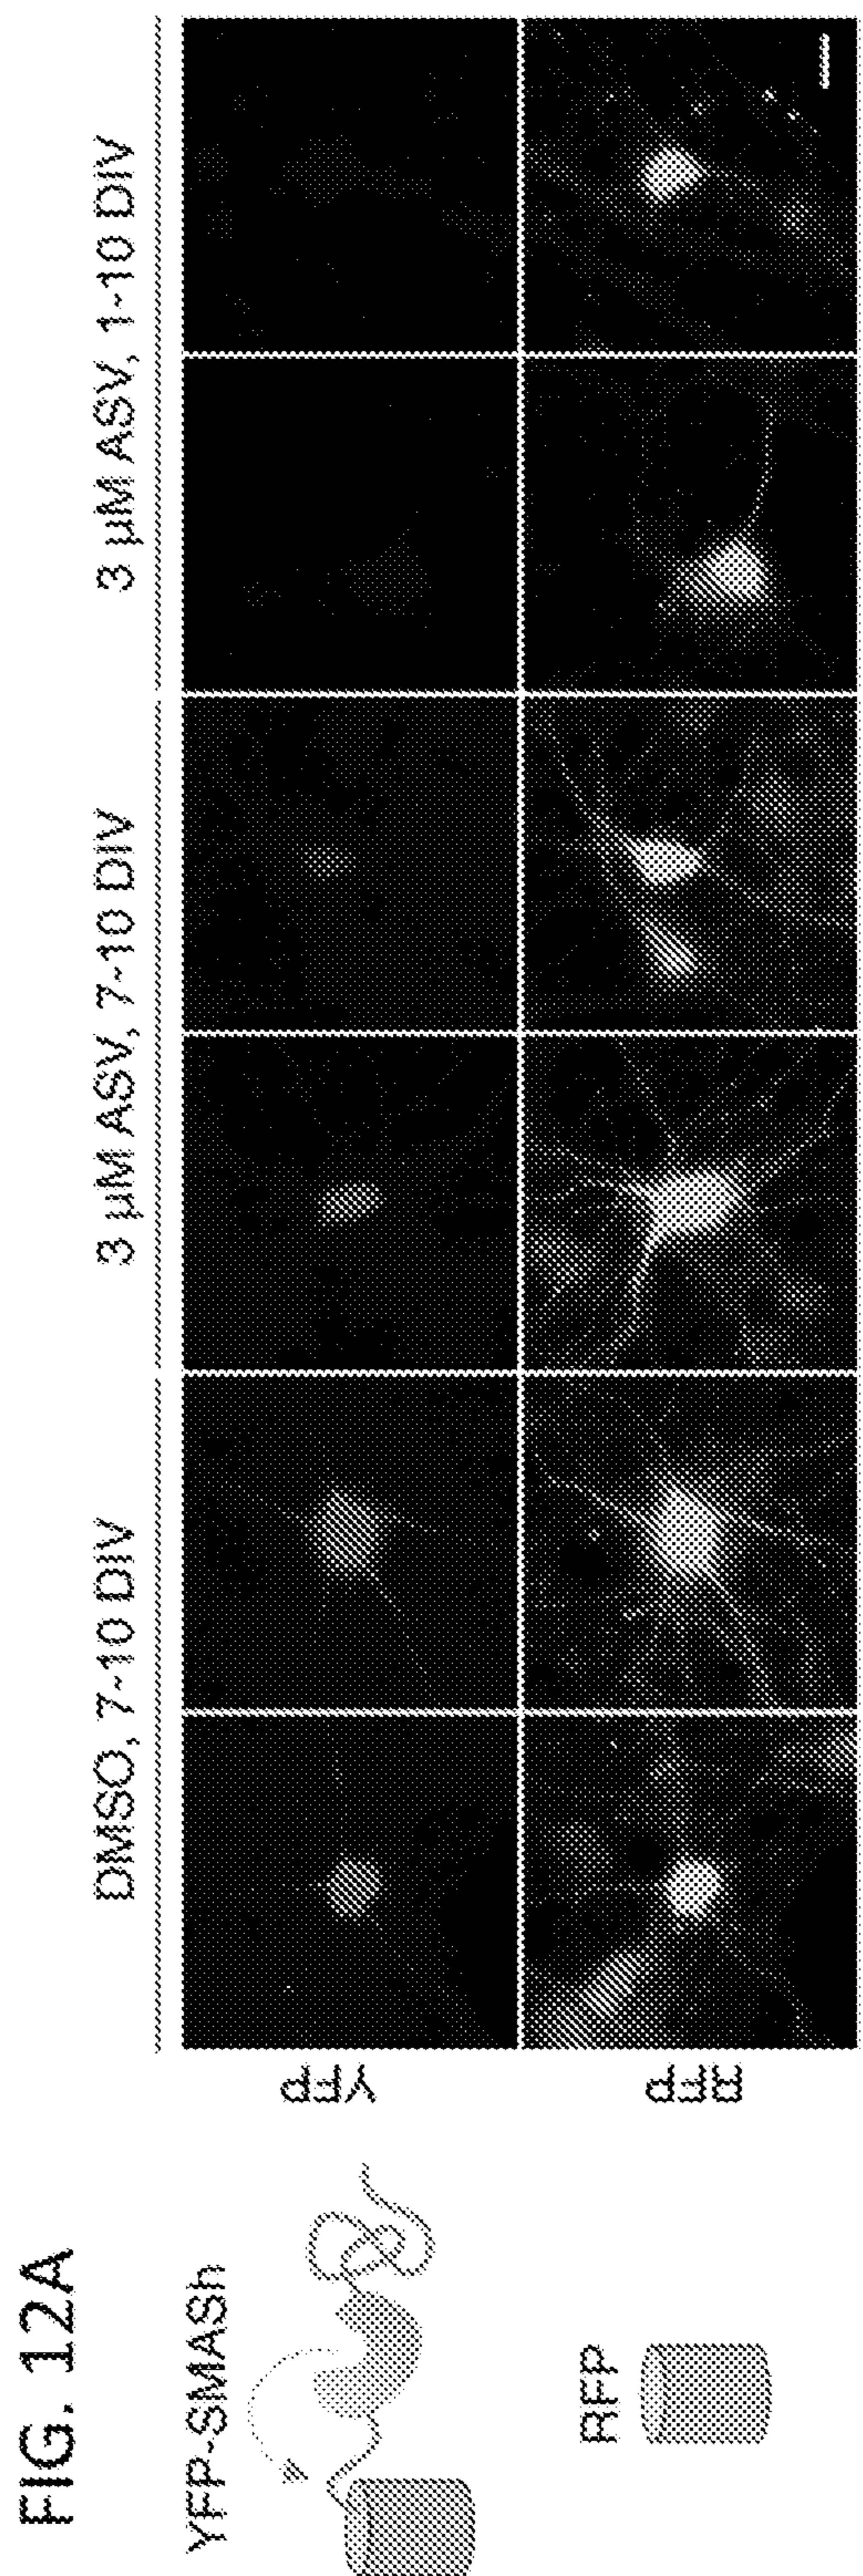 FIG. 12A
YFP-SMASh
RFP
DMSO, 7-10 DIV
3 µM ASV, 7-10 DIV
3 µM ASV, 1-10 DIV
YFP
RFP